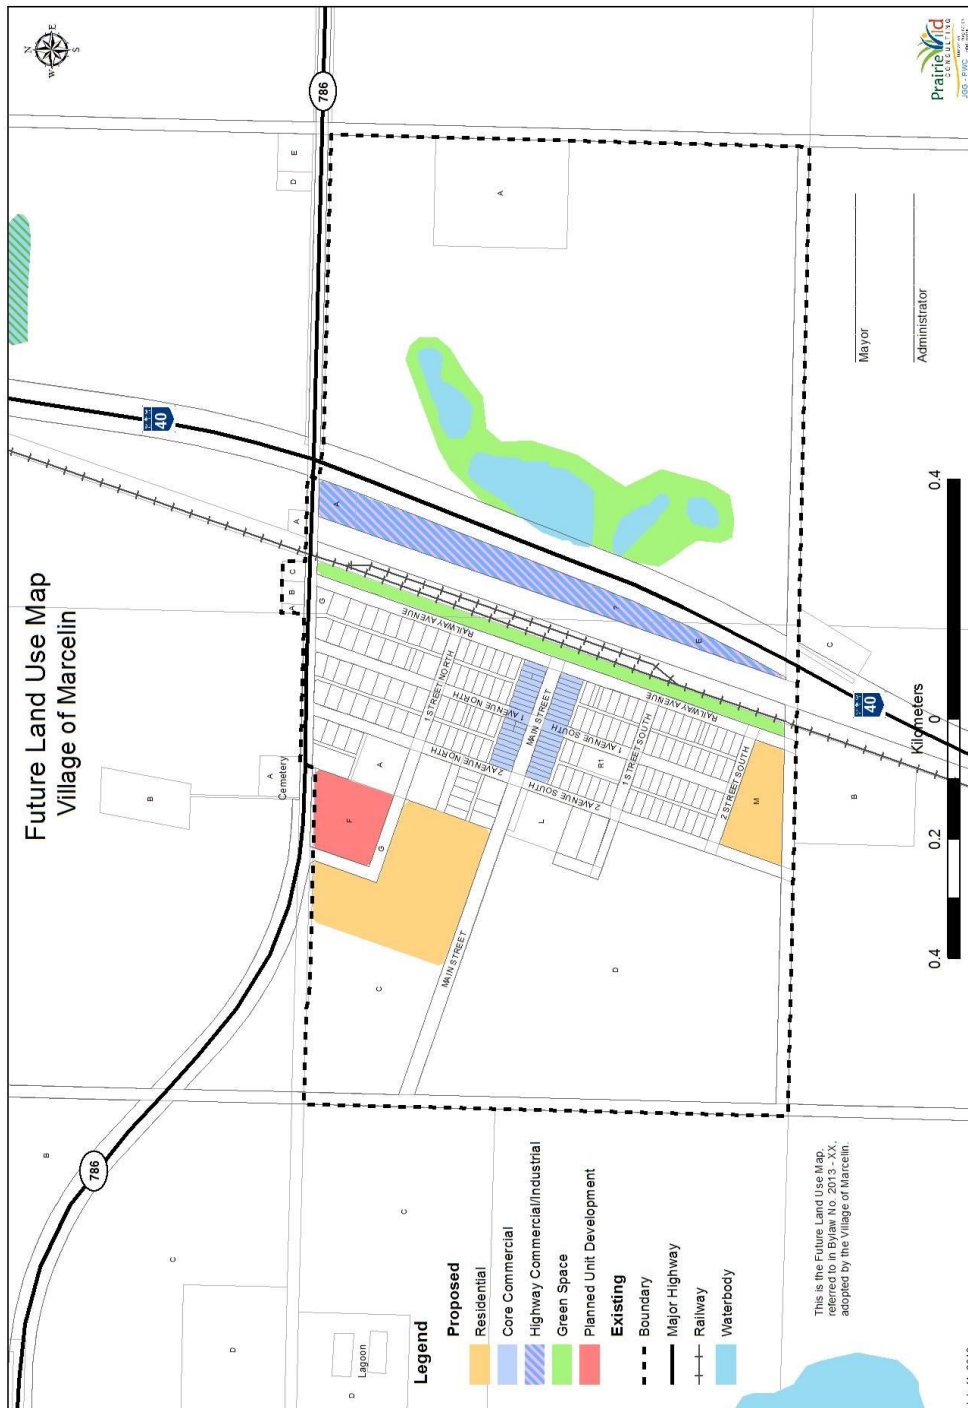 Future Land Use Map
Village of Marcelin
N
E
S
W
786
40
786
40
B
A
Cemetery
A
B
C
A
D
E
A
A
?
E
C
B
G
F
G
A
C
D
L
R1
M
B
C
C
D
D
Lagoon
RAILWAY AVENUE
1 STREET NORTH
1 AVENUE NORTH
2 AVENUE NORTH
MAIN STREET
MAIN STREET
1 AVENUE SOUTH
2 AVENUE SOUTH
1 STREET SOUTH
2 STREET SOUTH
RAILWAY AVENUE
Legend
Proposed
Residential
Core Commercial
Highway Commercial/Industrial
Green Space
Planned Unit Development
Existing
Boundary
Major Highway
Railway
Waterbody
This is the Future Land Use Map,
referred to in Bylaw No. 2013 - XX,
adopted by the Village of Marcelin.
0.4
0.2
0
0.4
Kilometers
Mayor
Administrator
PrairieWild
CONSULTING